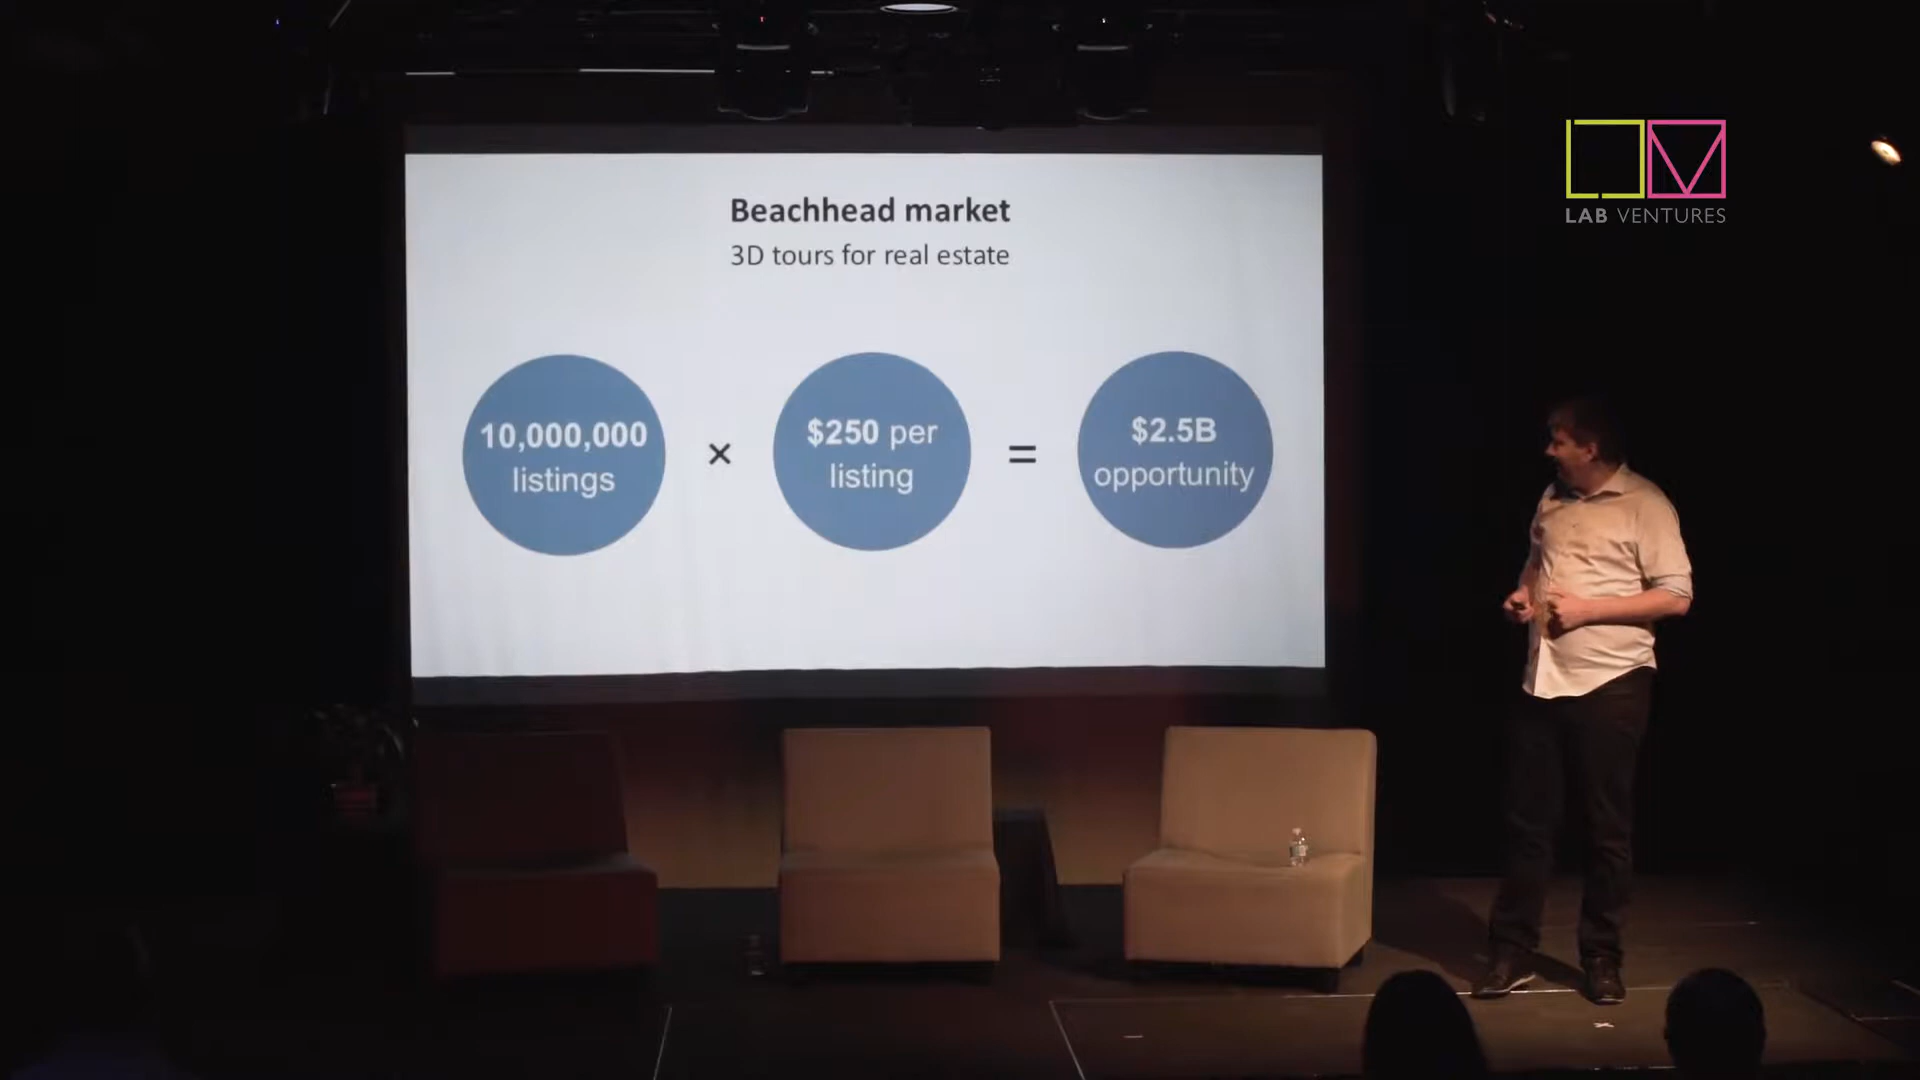 Beachhead market
3D tours for real estate
10,000,000
listings
×
$250 per
listing
=
$2.5B
opportunity
LAB VENTURES